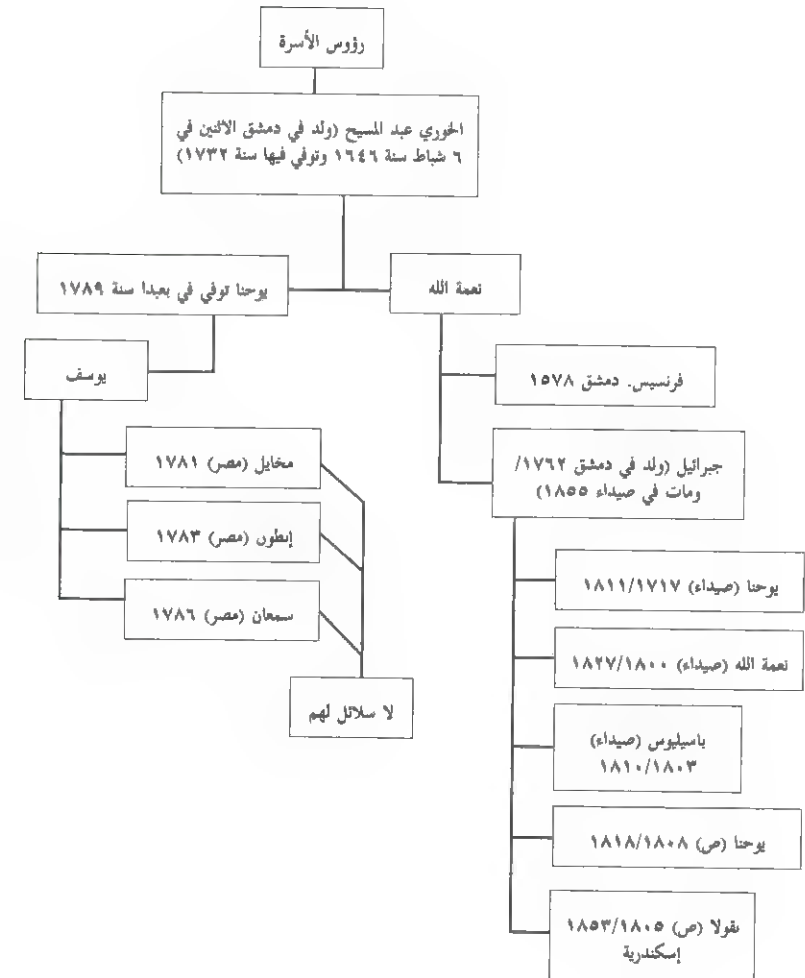 رؤوس الأسرة
الخوري عبد المسيح (ولد في دمشق الاثنين في
٦ شباط سنة ١٦٤٦ وتوفي فيها سنة ١٧٣٢)
نعمة الله
يوحنا توفي في بعبدا سنة ١٧٨٩
فرنسيس. دمشق ١٥٧٨
يوسف
جبرائيل (ولد في دمشق ١٧٦٢/
ومات في صيداء ١٨٥٥)
مخايل (مصر) ١٧٨١
إنطون (مصر) ١٧٨٣
سمعان (مصر) ١٧٨٦
لا سلائل لهم
يوحنا (صيداء) ١٨١١/١٧١٧
نعمة الله (صيداء) ١٨٢٧/١٨٠٠
باسيليوس (صيداء)
١٨١٠/١٨٠٣
يوحنا (ص) ١٨١٨/١٨٠٨
نقولا (ص) ١٨٥٣/١٨٠٥
إسكندرية